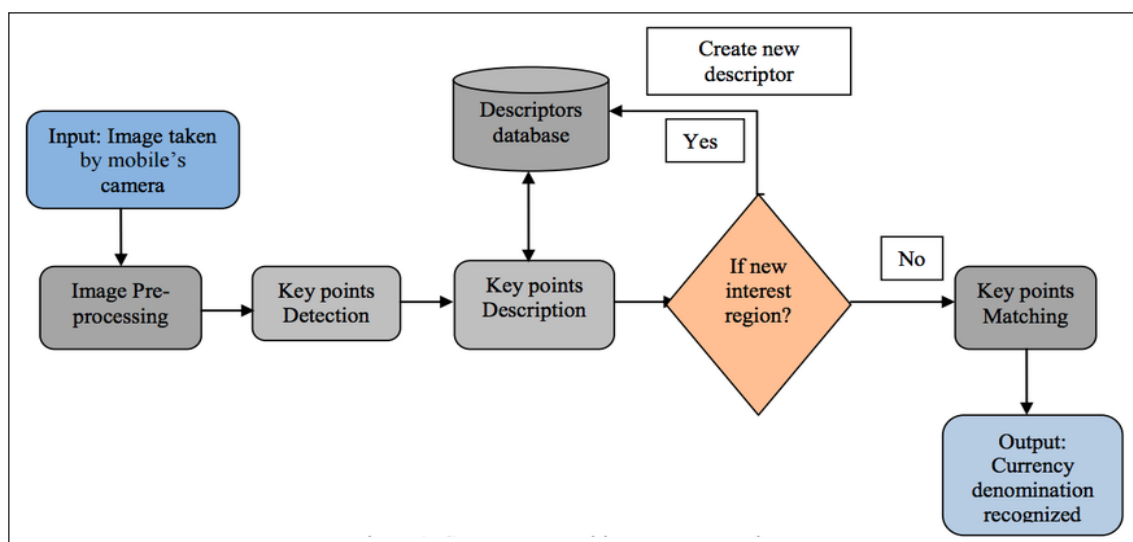 Input: Image taken
by mobile's
camera
Image Pre-
processing
Key points
Detection
Key points
Description
Descriptors
database
Create new
descriptor
Yes
If new
interest
region?
No
Key points
Matching
Output:
Currency
denomination
recognized